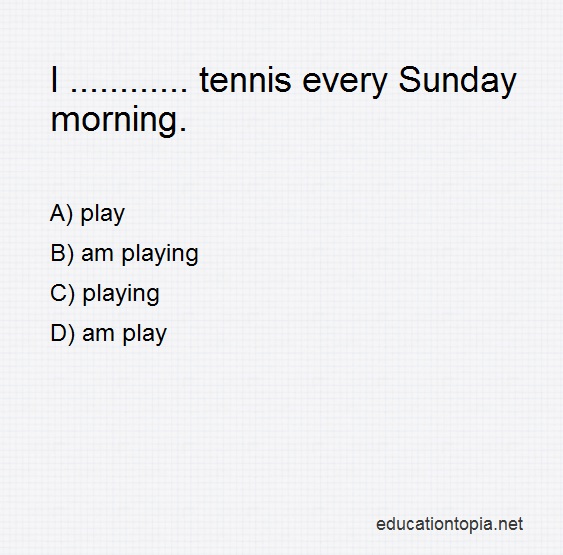 I ............ tennis every Sunday
morning.
A) play
B) am playing
C) playing
D) am play
educationtopia.net